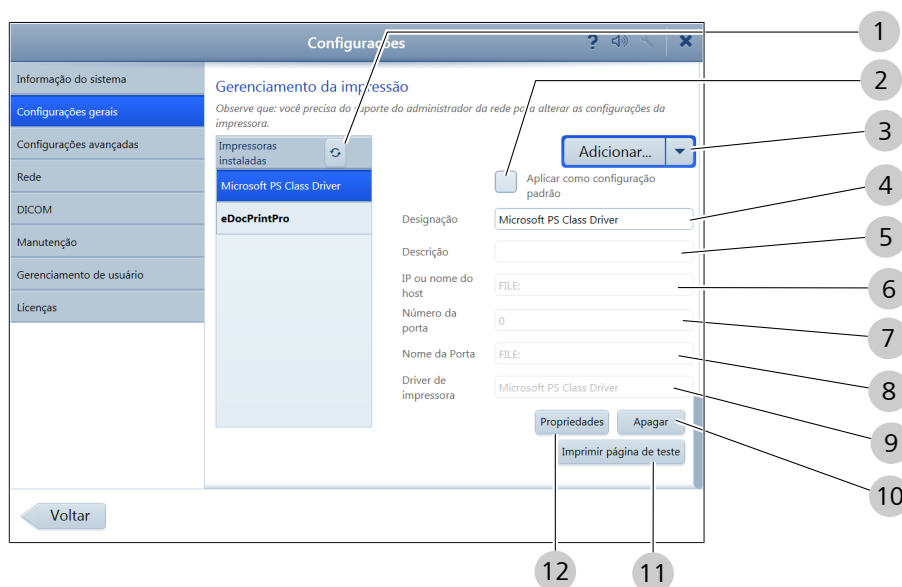 Configurações
?
Informação do sistema
Configurações gerais
Configurações avançadas
Rede
DICOM
Manutenção
Gerenciamento de usuário
Licenças
Gerenciamento da impressão
Observe que: você precisa do suporte do administrador da rede para alterar as configurações da
impressora.
Impressoras
instaladas
Microsoft PS Class Driver
eDocPrintPro
Adicionar...
Aplicar como configuração
padrão
Designação
Microsoft PS Class Driver
Descrição
IP ou nome do
host
FILE:
Número da
porta
0
Nome da Porta
FILE:
Driver de
impressora
Microsoft PS Class Driver
Propriedades
Apagar
Imprimir página de teste
Voltar
1
2
3
4
5
6
7
8
9
10
11
12